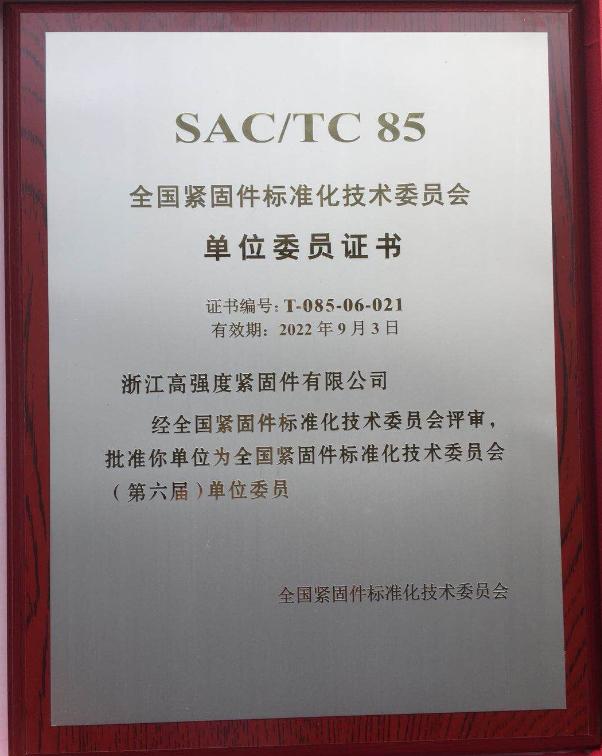 SAC/TC 85
全国紧固件标准化技术委员会
单位委员证书
证书编号：T-085-06-021
有效期：2022年9月3日
浙江高强度紧固件有限公司
经全国紧固件标准化技术委员会评审，
批准你单位为全国紧固件标准化技术委员会
（第六届）单位委员
全国紧固件标准化技术委员会